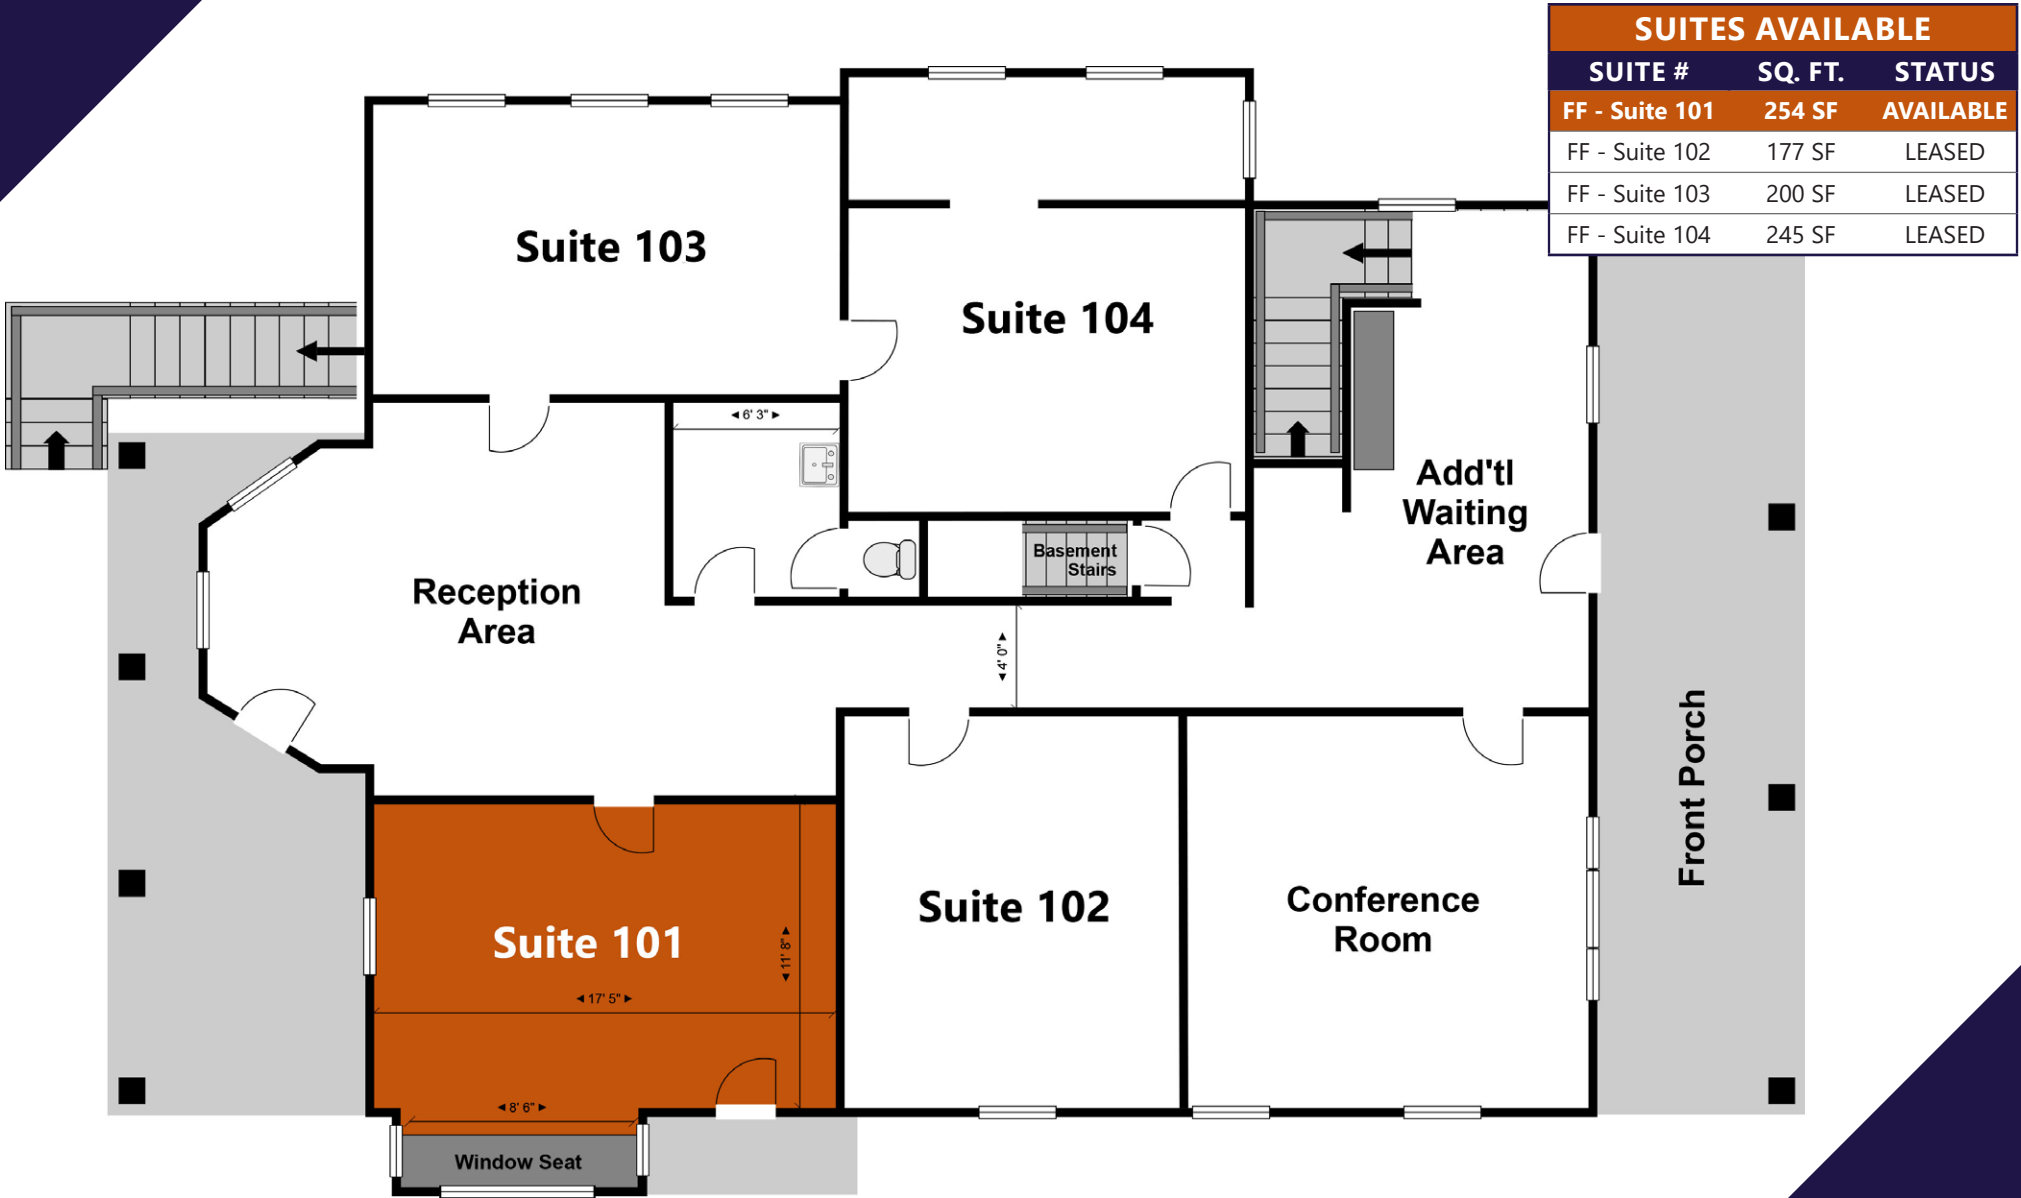 SUITES AVAILABLE
SUITE # SQ. FT. STATUS
FF - Suite 101 254 SF AVAILABLE
FF - Suite 102 177 SF LEASED
FF - Suite 103 200 SF LEASED
FF - Suite 104 245 SF LEASED
Suite 103
Suite 104
6' 3"
Add'tl
Waiting
Area
Basement
Stairs
Reception
Area
4' 0"
Front Porch
Suite 101
11' 8"
17' 5"
8' 6"
Window Seat
Suite 102
Conference
Room